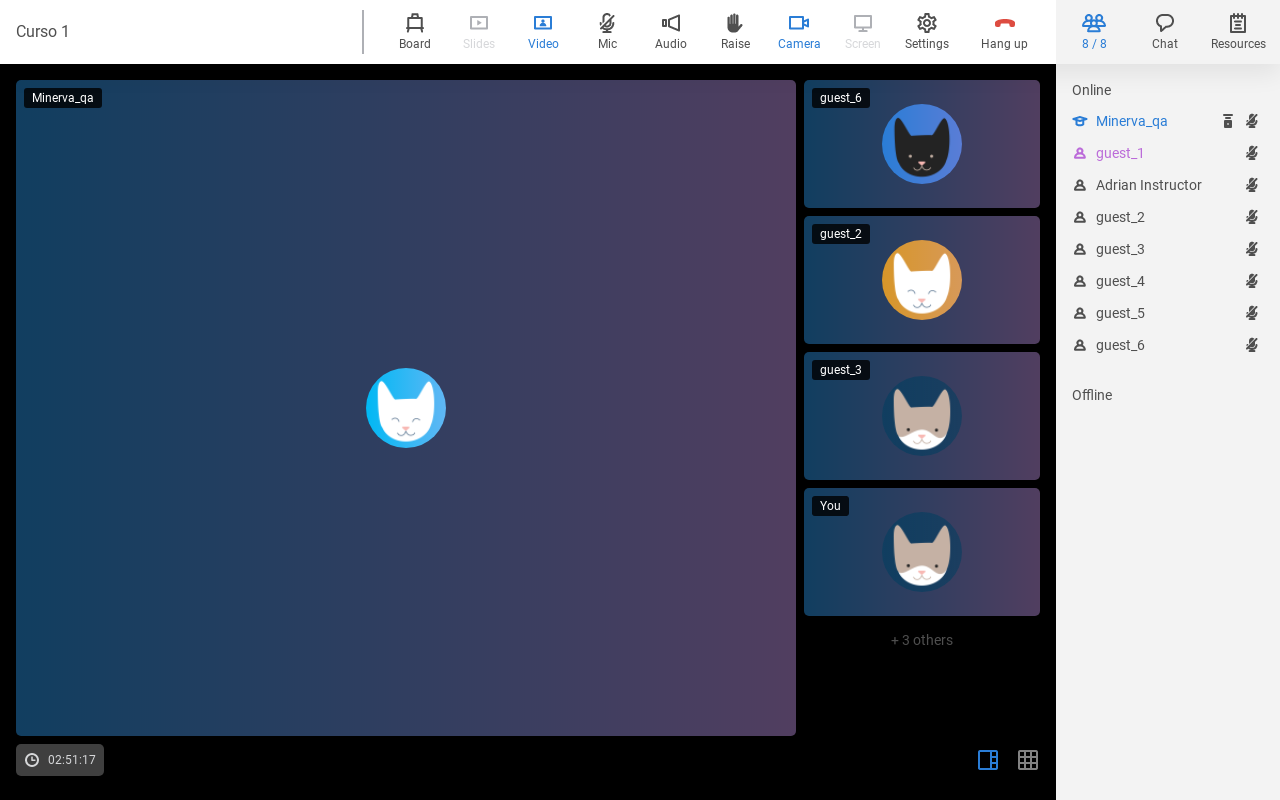 Curso 1
Board
Slides
Video
Mic
Audio
Raise
Camera
Screen
Settings
Hang up
8 / 8
Chat
Resources
Minerva_qa
guest_6
guest_2
guest_3
You
+ 3 others
02:51:17
Online
Minerva_qa
guest_1
Adrian Instructor
guest_2
guest_3
guest_4
guest_5
guest_6
Offline